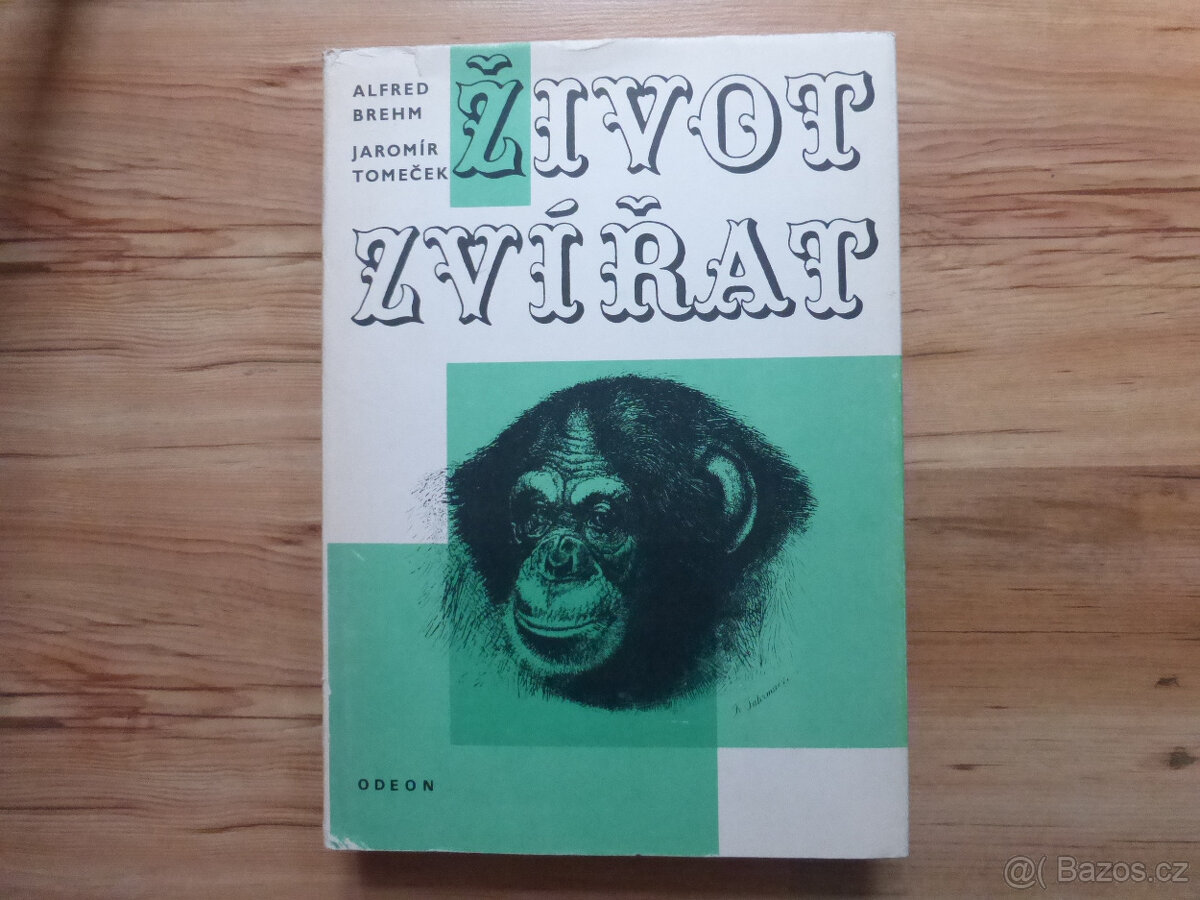 ALFRED
BREHM
JAROMÍR
TOMEČEK
ŽIVOT
ZVÍŘAT
ODEON
@( Bazos.cz